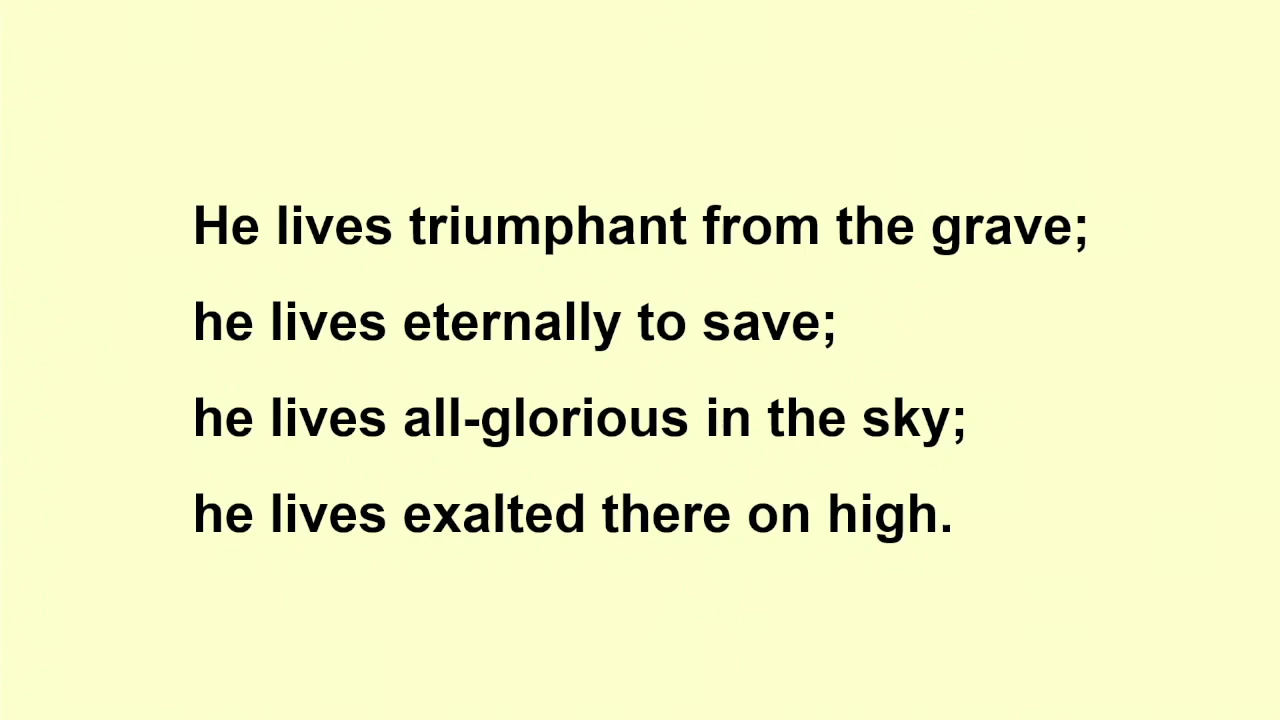 He lives triumphant from the grave;
he lives eternally to save;
he lives all-glorious in the sky;
he lives exalted there on high.